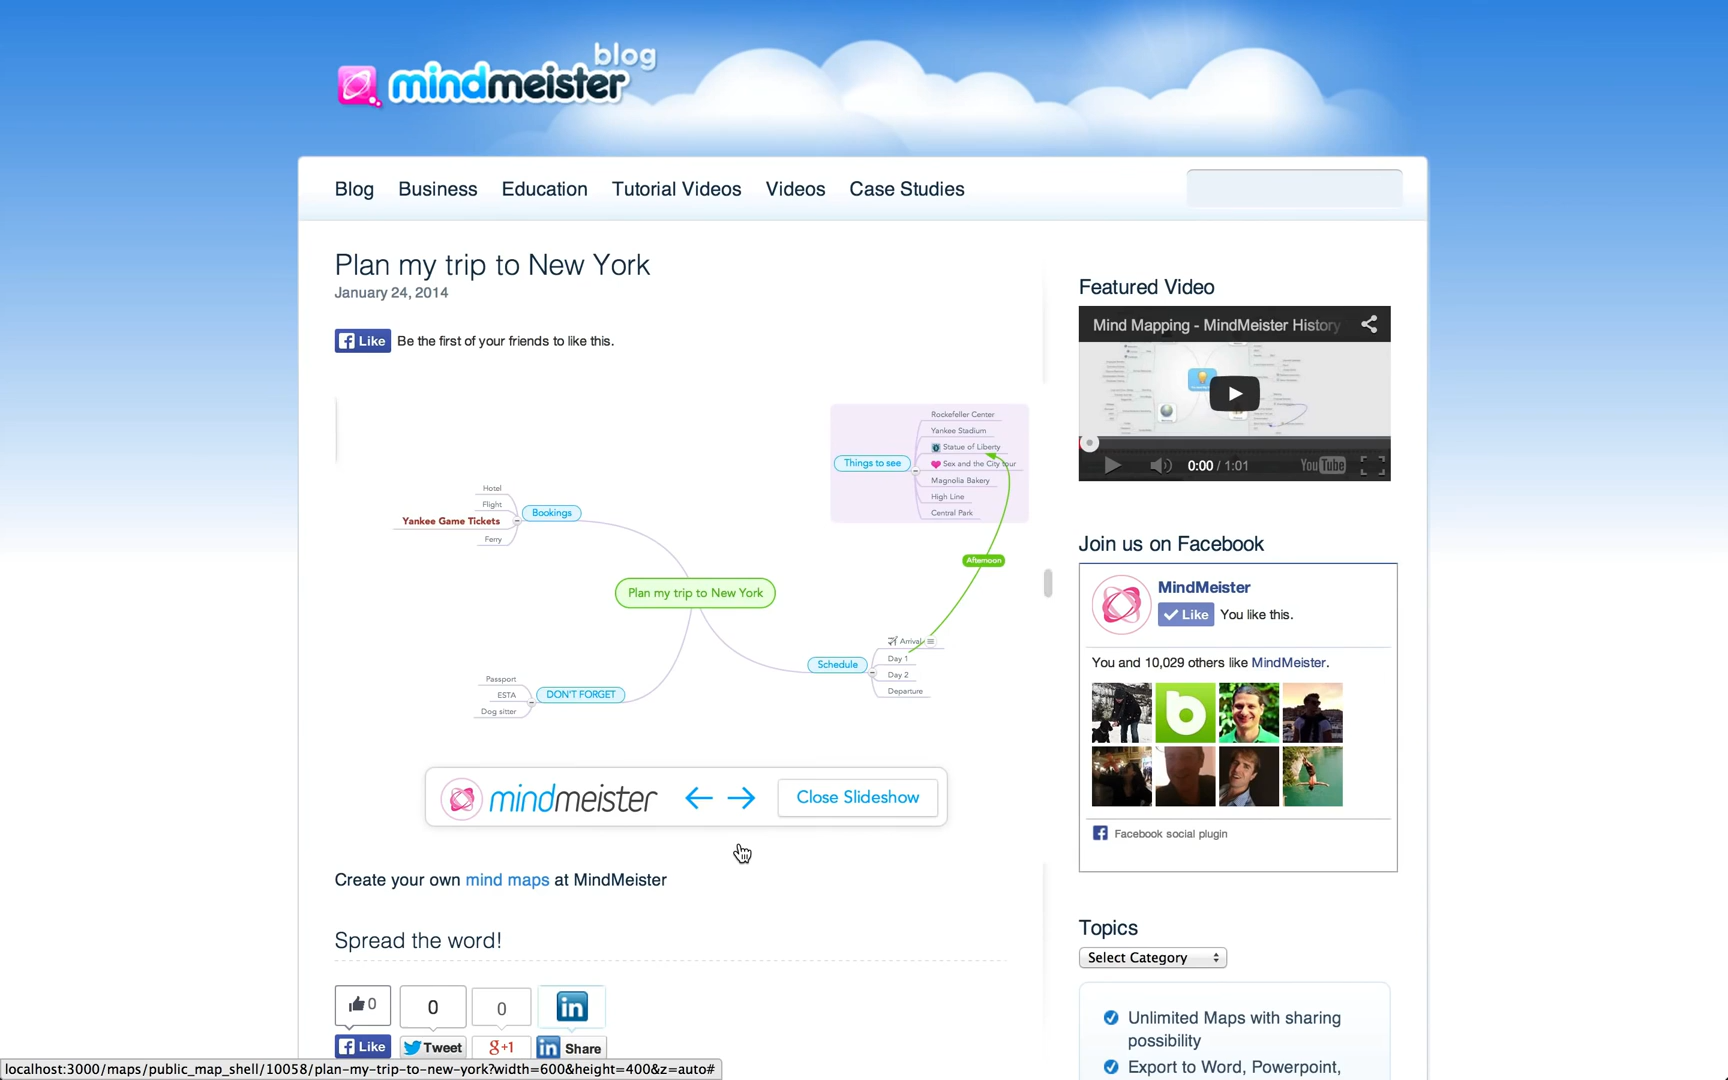 blog
mindmeister
Blog Business Education Tutorial Videos Videos Case Studies
Plan my trip to New York
January 24, 2014
Like Be the first of your friends to like this.
Rockefeller Center
Yankee Stadium
Statue of Liberty
Things to see
Sex and the City tour
Magnolia Bakery
High Line
Central Park
Hotel
Flight
Bookings
Yankee Game Tickets
Ferry
Afternoon
Plan my trip to New York
Arrival
Day 1
Schedule
Day 2
Departure
Passport
ESTA
DON'T FORGET
Dog sitter
mindmeister
Close Slideshow
Create your own mind maps at MindMeister
Spread the word!
0
0
0
in
Like
Tweet
g+1
in Share
Featured Video
Mind Mapping - MindMeister History
0:00 / 1:01
YouTube
Join us on Facebook
MindMeister
Like You like this.
You and 10,029 others like MindMeister.
b
Facebook social plugin
Topics
Select Category
Unlimited Maps with sharing
possibility
Export to Word, Powerpoint,
localhost:3000/maps/public_map_shell/10058/plan-my-trip-to-new-york?width=600&height=400&z=auto#